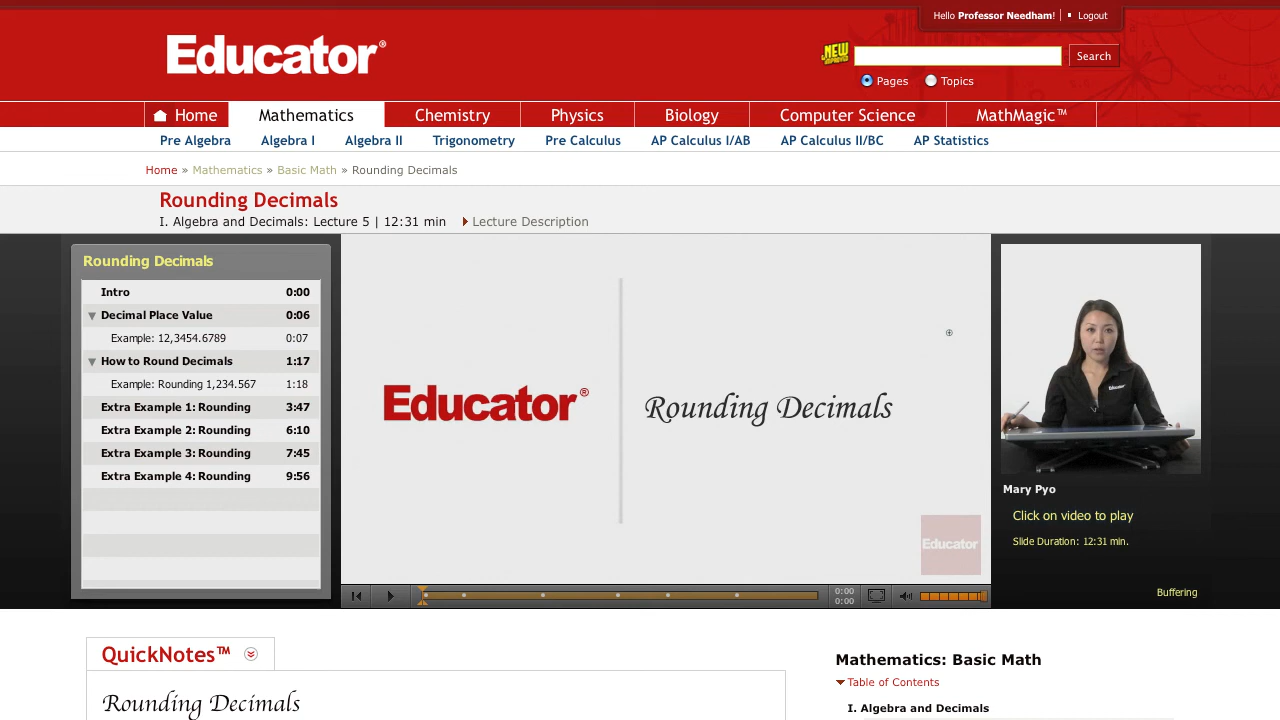 Hello Professor Needham! Logout
Educator®
NEW
Search
Pages Topics
Home Mathematics Chemistry Physics Biology Computer Science MathMagic™
Pre Algebra Algebra I Algebra II Trigonometry Pre Calculus AP Calculus I/AB AP Calculus II/BC AP Statistics
Home » Mathematics » Basic Math » Rounding Decimals
Rounding Decimals
I. Algebra and Decimals: Lecture 5 | 12:31 min Lecture Description
Rounding Decimals
Intro 0:00
Decimal Place Value 0:06
Example: 12,3454.6789 0:07
How to Round Decimals 1:17
Example: Rounding 1,234.567 1:18
Extra Example 1: Rounding 3:47
Extra Example 2: Rounding 6:10
Extra Example 3: Rounding 7:45
Extra Example 4: Rounding 9:56
Educator®
Rounding Decimals
Educator
0:00
0:00
Mary Pyo
Click on video to play
Slide Duration: 12:31 min.
Buffering
QuickNotes™
Rounding Decimals
Mathematics: Basic Math
Table of Contents
I. Algebra and Decimals